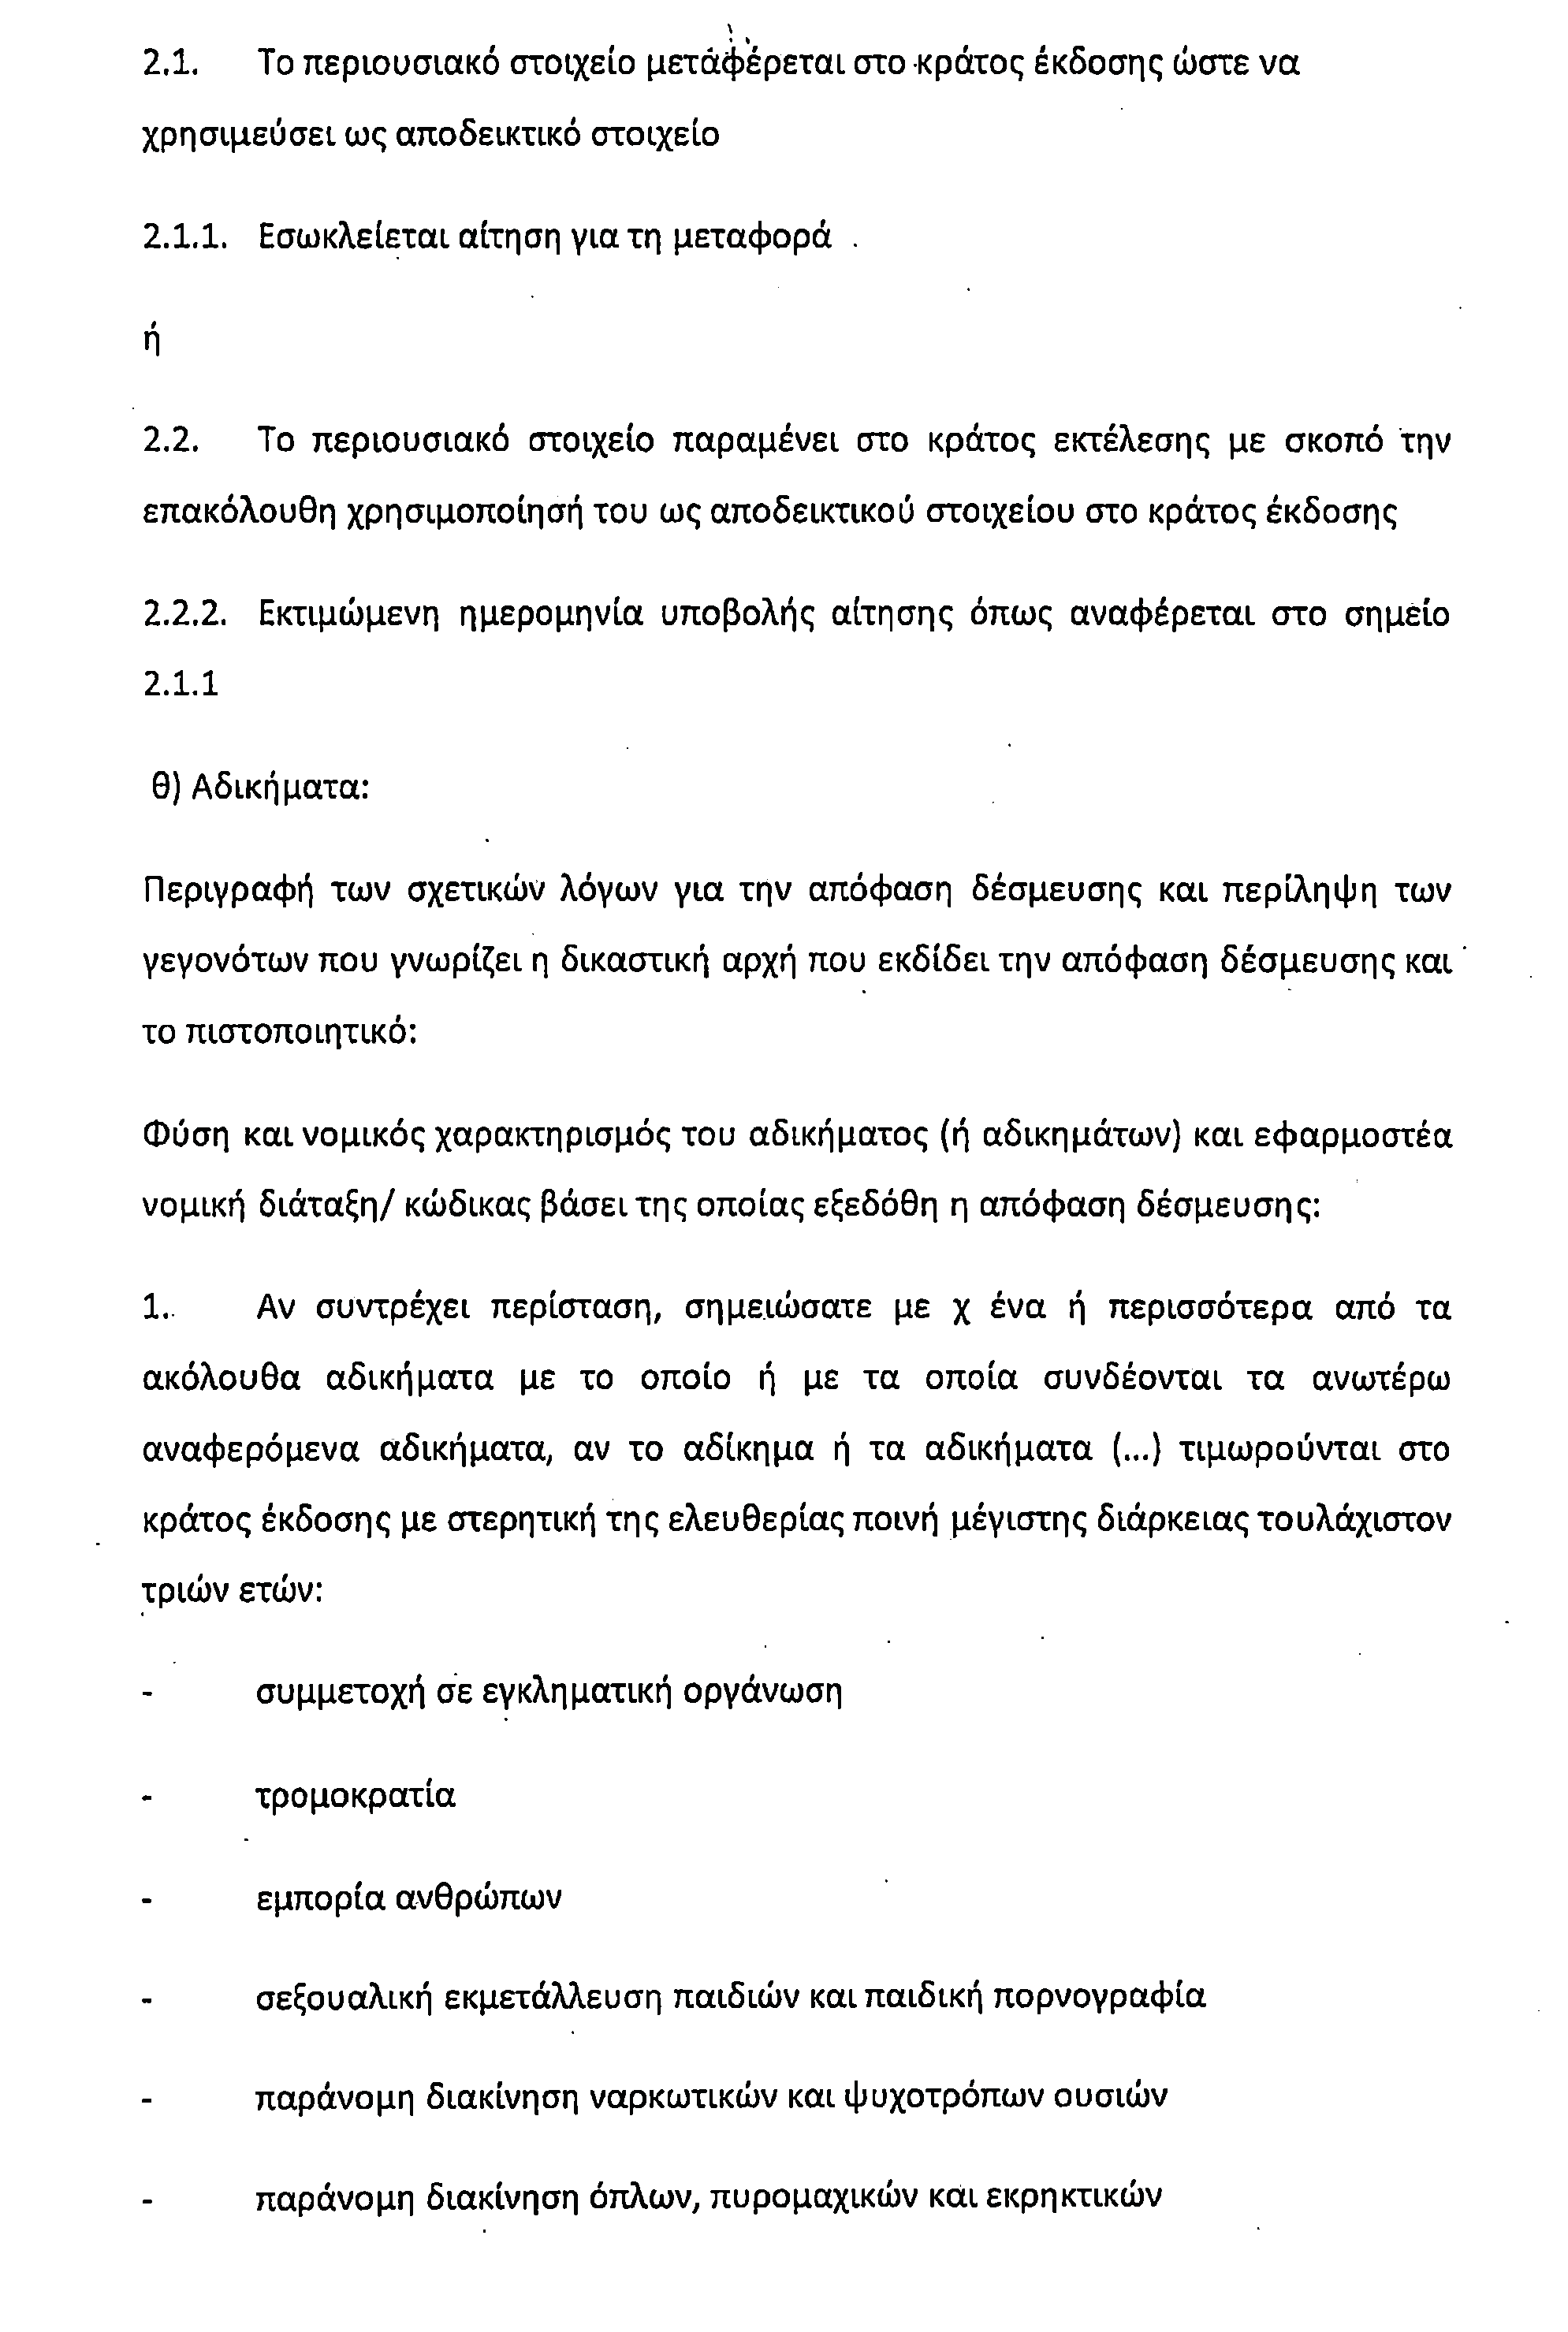 2.1. Το περιουσιακό στοιχείο μεταφέρεται στο κράτος έκδοσης ώστε να
χρησιμεύσει ως αποδεικτικό στοιχείο
2.1.1. Εσωκλείεται αίτηση για τη μεταφορά .
ή
2.2. Το περιουσιακό στοιχείο παραμένει στο κράτος εκτέλεσης με σκοπό την
επακόλουθη χρησιμοποίησή του ως αποδεικτικού στοιχείου στο κράτος έκδοσης
2.2.2. Εκτιμώμενη ημερομηνία υποβολής αίτησης όπως αναφέρεται στο σημείο
2.1.1
θ) Αδικήματα:
Περιγραφή των σχετικών λόγων για την απόφαση δέσμευσης και περίληψη των
γεγονότων που γνωρίζει η δικαστική αρχή που εκδίδει την απόφαση δέσμευσης και
το πιστοποιητικό:
Φύση και νομικός χαρακτηρισμός του αδικήματος (ή αδικημάτων) και εφαρμοστέα
νομική διάταξη/ κώδικας βάσει της οποίας εξεδόθη η απόφαση δέσμευσης:
1. Αν συντρέχει περίσταση, σημειώσατε με χ ένα ή περισσότερα από τα
ακόλουθα αδικήματα με το οποίο ή με τα οποία συνδέονται τα ανωτέρω
αναφερόμενα αδικήματα, αν το αδίκημα ή τα αδικήματα (...) τιμωρούνται στο
κράτος έκδοσης με στερητική της ελευθερίας ποινή μέγιστης διάρκειας τουλάχιστον
τριών ετών:
- συμμετοχή σε εγκληματική οργάνωση
- τρομοκρατία
- εμπορία ανθρώπων
- σεξουαλική εκμετάλλευση παιδιών και παιδική πορνογραφία
- παράνομη διακίνηση ναρκωτικών και ψυχοτρόπων ουσιών
- παράνομη διακίνηση όπλων, πυρομαχικών και εκρηκτικών